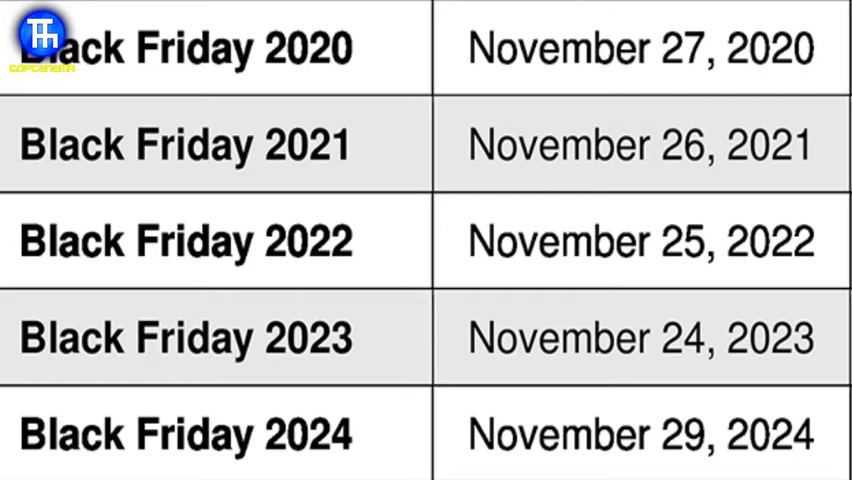 Black Friday 2020 November 27, 2020
Black Friday 2021 November 26, 2021
Black Friday 2022 November 25, 2022
Black Friday 2023 November 24, 2023
Black Friday 2024 November 29, 2024